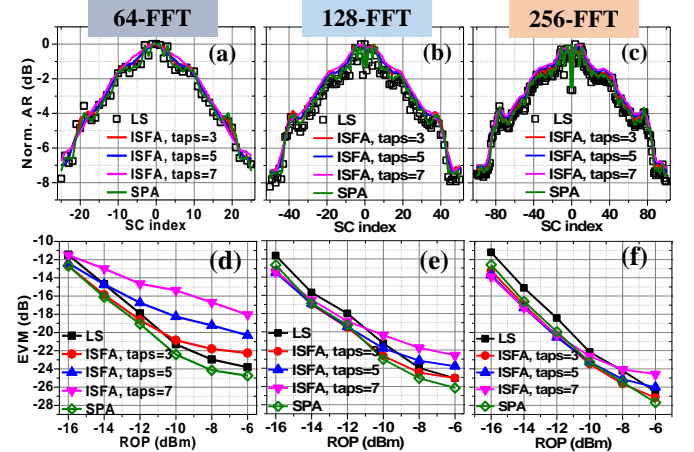 64-FFT 128-FFT 256-FFT
Norm. AR (dB)
0
-2
-4
-6
-8
(a)
LS
ISFA, taps=3
ISFA, taps=5
ISFA, taps=7
SPA
-20 0 20
SC index
(b)
LS
ISFA, taps=3
ISFA, taps=5
ISFA, taps=7
SPA
-40 0 40
SC index
(c)
LS
ISFA, taps=3
ISFA, taps=5
ISFA, taps=7
SPA
-80 -40 0 40 80
SC index
EVM (dB)
-10
-12
-14
-16
-18
-20
-22
-24
-26
-28
(d)
LS
ISFA, taps=3
ISFA, taps=5
ISFA, taps=7
SPA
-16 -14 -12 -10 -8 -6
ROP (dBm)
(e)
LS
ISFA, taps=3
ISFA, taps=5
ISFA, taps=7
SPA
-16 -14 -12 -10 -8 -6
ROP (dBm)
(f)
LS
ISFA, taps=3
ISFA, taps=5
ISFA, taps=7
SPA
-16 -14 -12 -10 -8 -6
ROP (dBm)